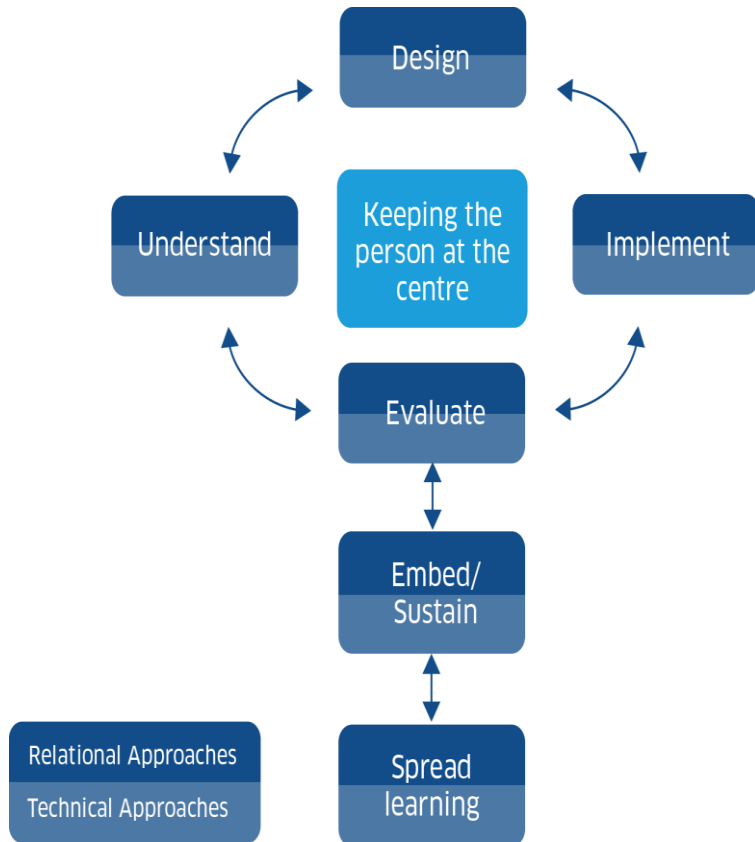 Design
Understand
Keeping the
person at the
centre
Implement
Evaluate
Embed/
Sustain
Spread
learning
Relational Approaches
Technical Approaches